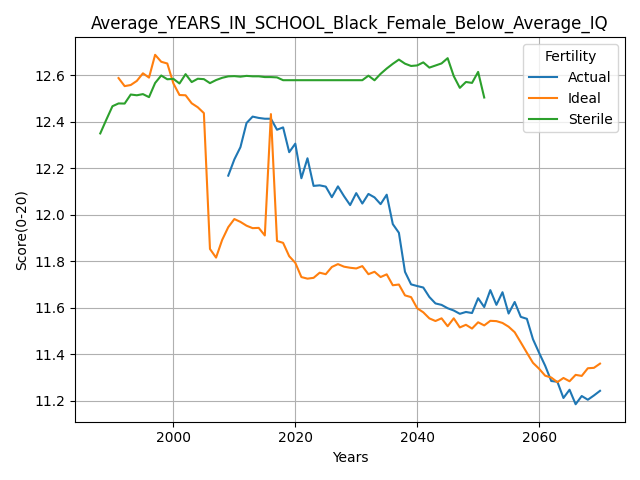 Average_YEARS_IN_SCHOOL_Black_Female_Below_Average_IQ
Fertility
Actual
Ideal
Sterile
Score(0-20)
12.6
12.4
12.2
12.0
11.8
11.6
11.4
11.2
2000 2020 2040 2060
Years